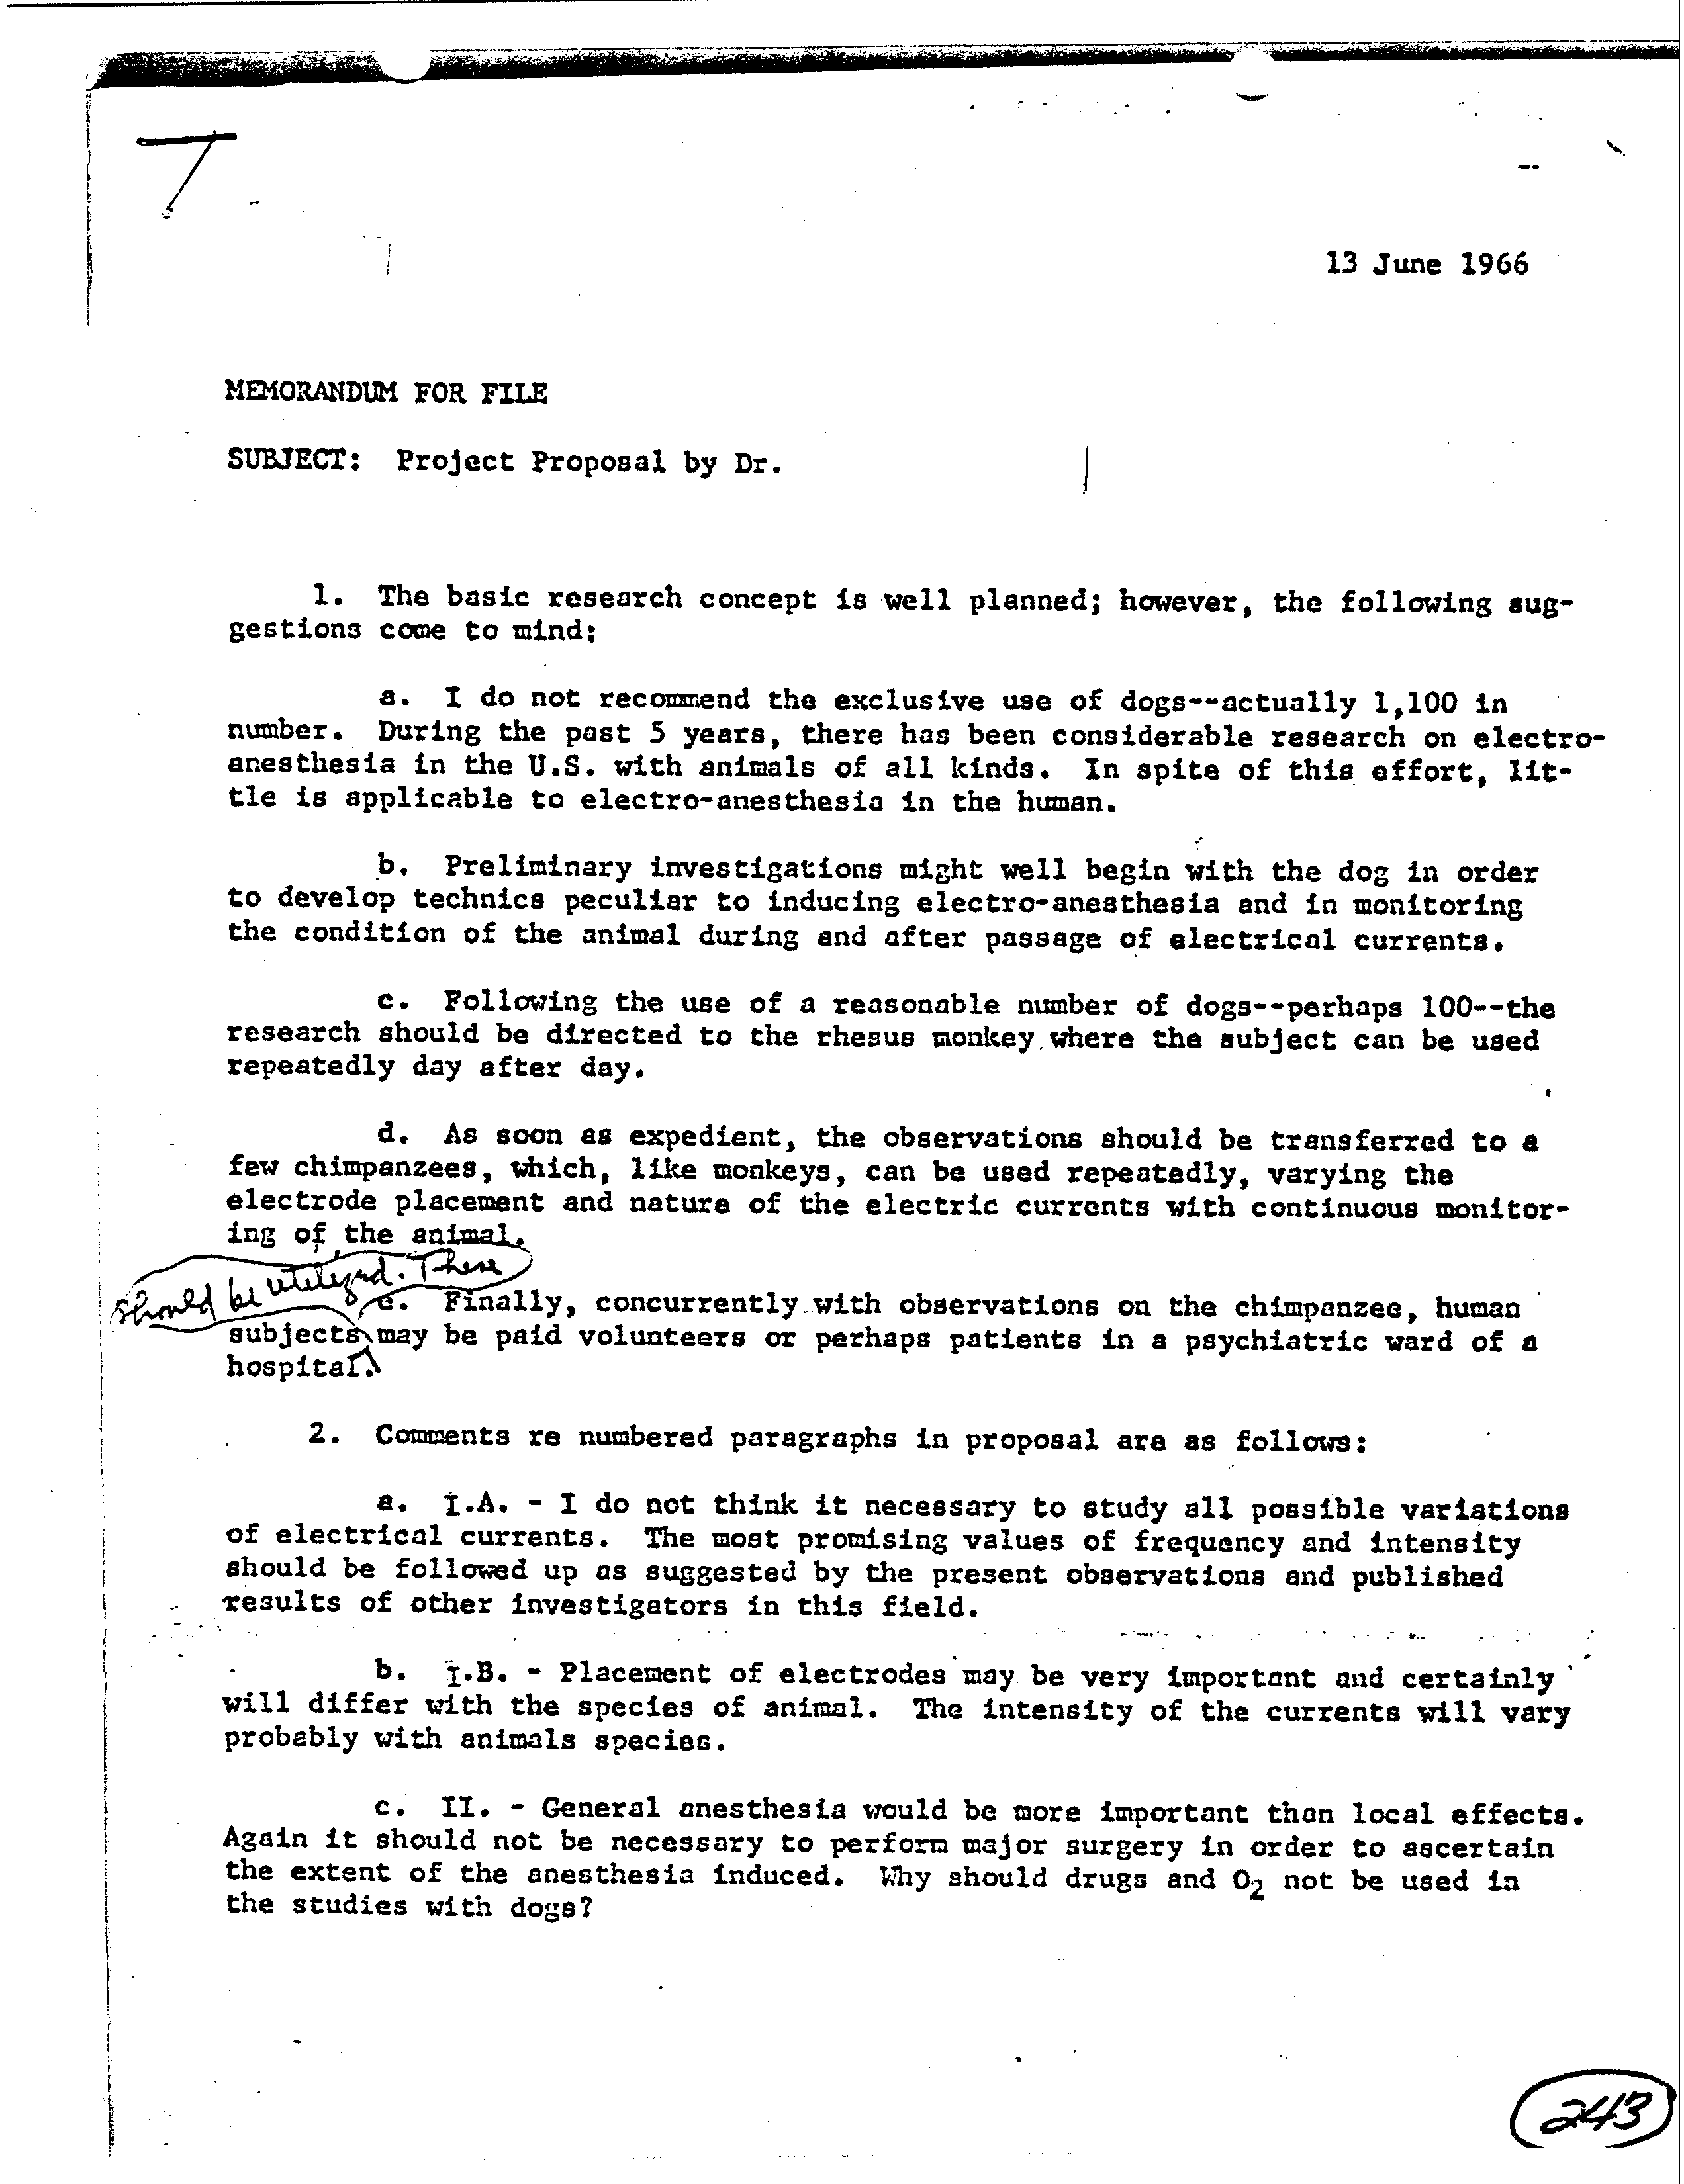 13 June 1966
MEMORANDUM FOR FILE
SUBJECT: Project Proposal by Dr.
1. The basic research concept is well planned; however, the following sug-
gestions come to mind:
a. I do not recommend the exclusive use of dogs--actually 1,100 in
number. During the past 5 years, there has been considerable research on electro-
anesthesia in the U.S. with animals of all kinds. In spite of this effort, lit-
tle is applicable to electro-anesthesia in the human.
b. Preliminary investigations might well begin with the dog in order
to develop technics peculiar to inducing electro-anesthesia and in monitoring
the condition of the animal during and after passage of electrical currents.
c. Following the use of a reasonable number of dogs--perhaps 100--the
research should be directed to the rhesus monkey where the subject can be used
repeatedly day after day.
d. As soon as expedient, the observations should be transferred to a
few chimpanzees, which, like monkeys, can be used repeatedly, varying the
electrode placement and nature of the electric currents with continuous monitor-
ing of the animal.
should be utilized. These
e. Finally, concurrently with observations on the chimpanzee, human
subjects may be paid volunteers or perhaps patients in a psychiatric ward of a
hospital.
2. Comments re numbered paragraphs in proposal are as follows:
a. I.A. - I do not think it necessary to study all possible variations
of electrical currents. The most promising values of frequency and intensity
should be followed up as suggested by the present observations and published
results of other investigators in this field.
b. I.B. - Placement of electrodes may be very important and certainly
will differ with the species of animal. The intensity of the currents will vary
probably with animals species.
c. II. - General anesthesia would be more important than local effects.
Again it should not be necessary to perform major surgery in order to ascertain
the extent of the anesthesia induced. Why should drugs and O2 not be used in
the studies with dogs?
243